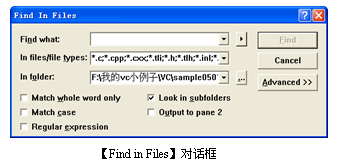 Find In Files
Find what:
Find
In files/file types:
*.c;*.cpp;*.cxx;*.tli;*.h;*.tlh;*.inl;*.
Cancel
In folder:
F:\我的vc小例子\VC\sample050
...
Advanced >>
Match whole word only
Look in subfolders
Match case
Output to pane 2
Regular expression
【Find in Files】对话框